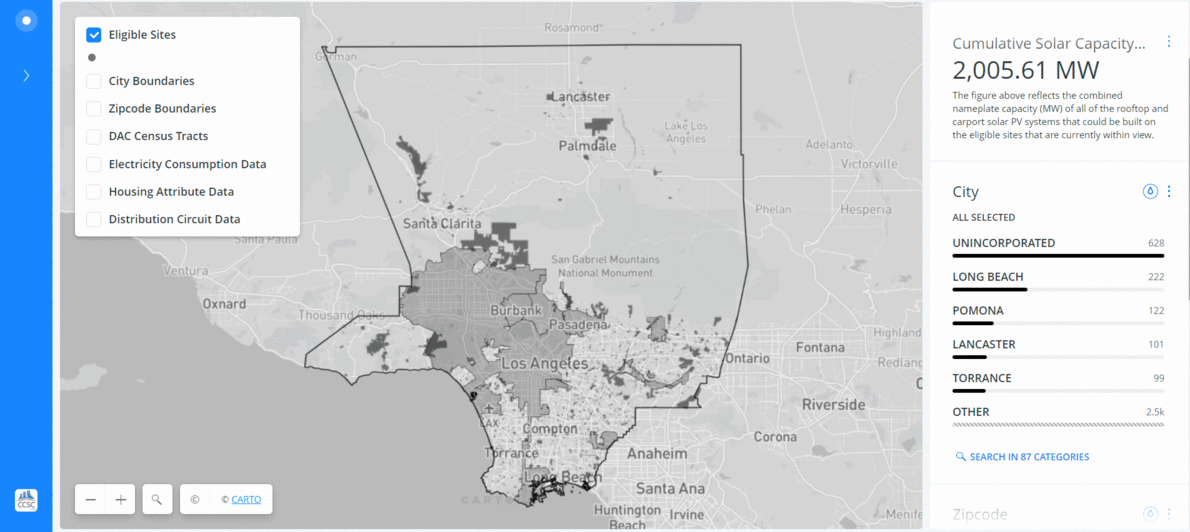 Eligible Sites
City Boundaries
Zipcode Boundaries
DAC Census Tracts
Electricity Consumption Data
Housing Attribute Data
Distribution Circuit Data
Rosamond
Gorman
Lancaster
Lake Los
Angeles
Palmdale
Adelanto
Victorville
Phelan
Hesperia
Santa Clarita
Santa Paula
San Gabriel Mountains
National Monument
Ventura
Oxnard
Thousand Oaks
Burbank
Pasadena
Los Angeles
Ontario
Fontana
Highland
Redland
Riverside
LAX
Compton
Corona
Torrance
Anaheim
Long Beach
Santa Ana
Huntington
Beach
Irvine
Menife
CCSC
© © CARTO
Cumulative Solar Capacity...
2,005.61 MW
The figure above reflects the combined
nameplate capacity (MW) of all of the rooftop and
carport solar PV systems that could be built on
the eligible sites that are currently within view.
City
ALL SELECTED
UNINCORPORATED 628
LONG BEACH 222
POMONA 122
LANCASTER 101
TORRANCE 99
OTHER 2.5k
SEARCH IN 87 CATEGORIES
Zipcode